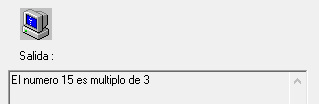 Salida :
El numero 15 es multiplo de 3